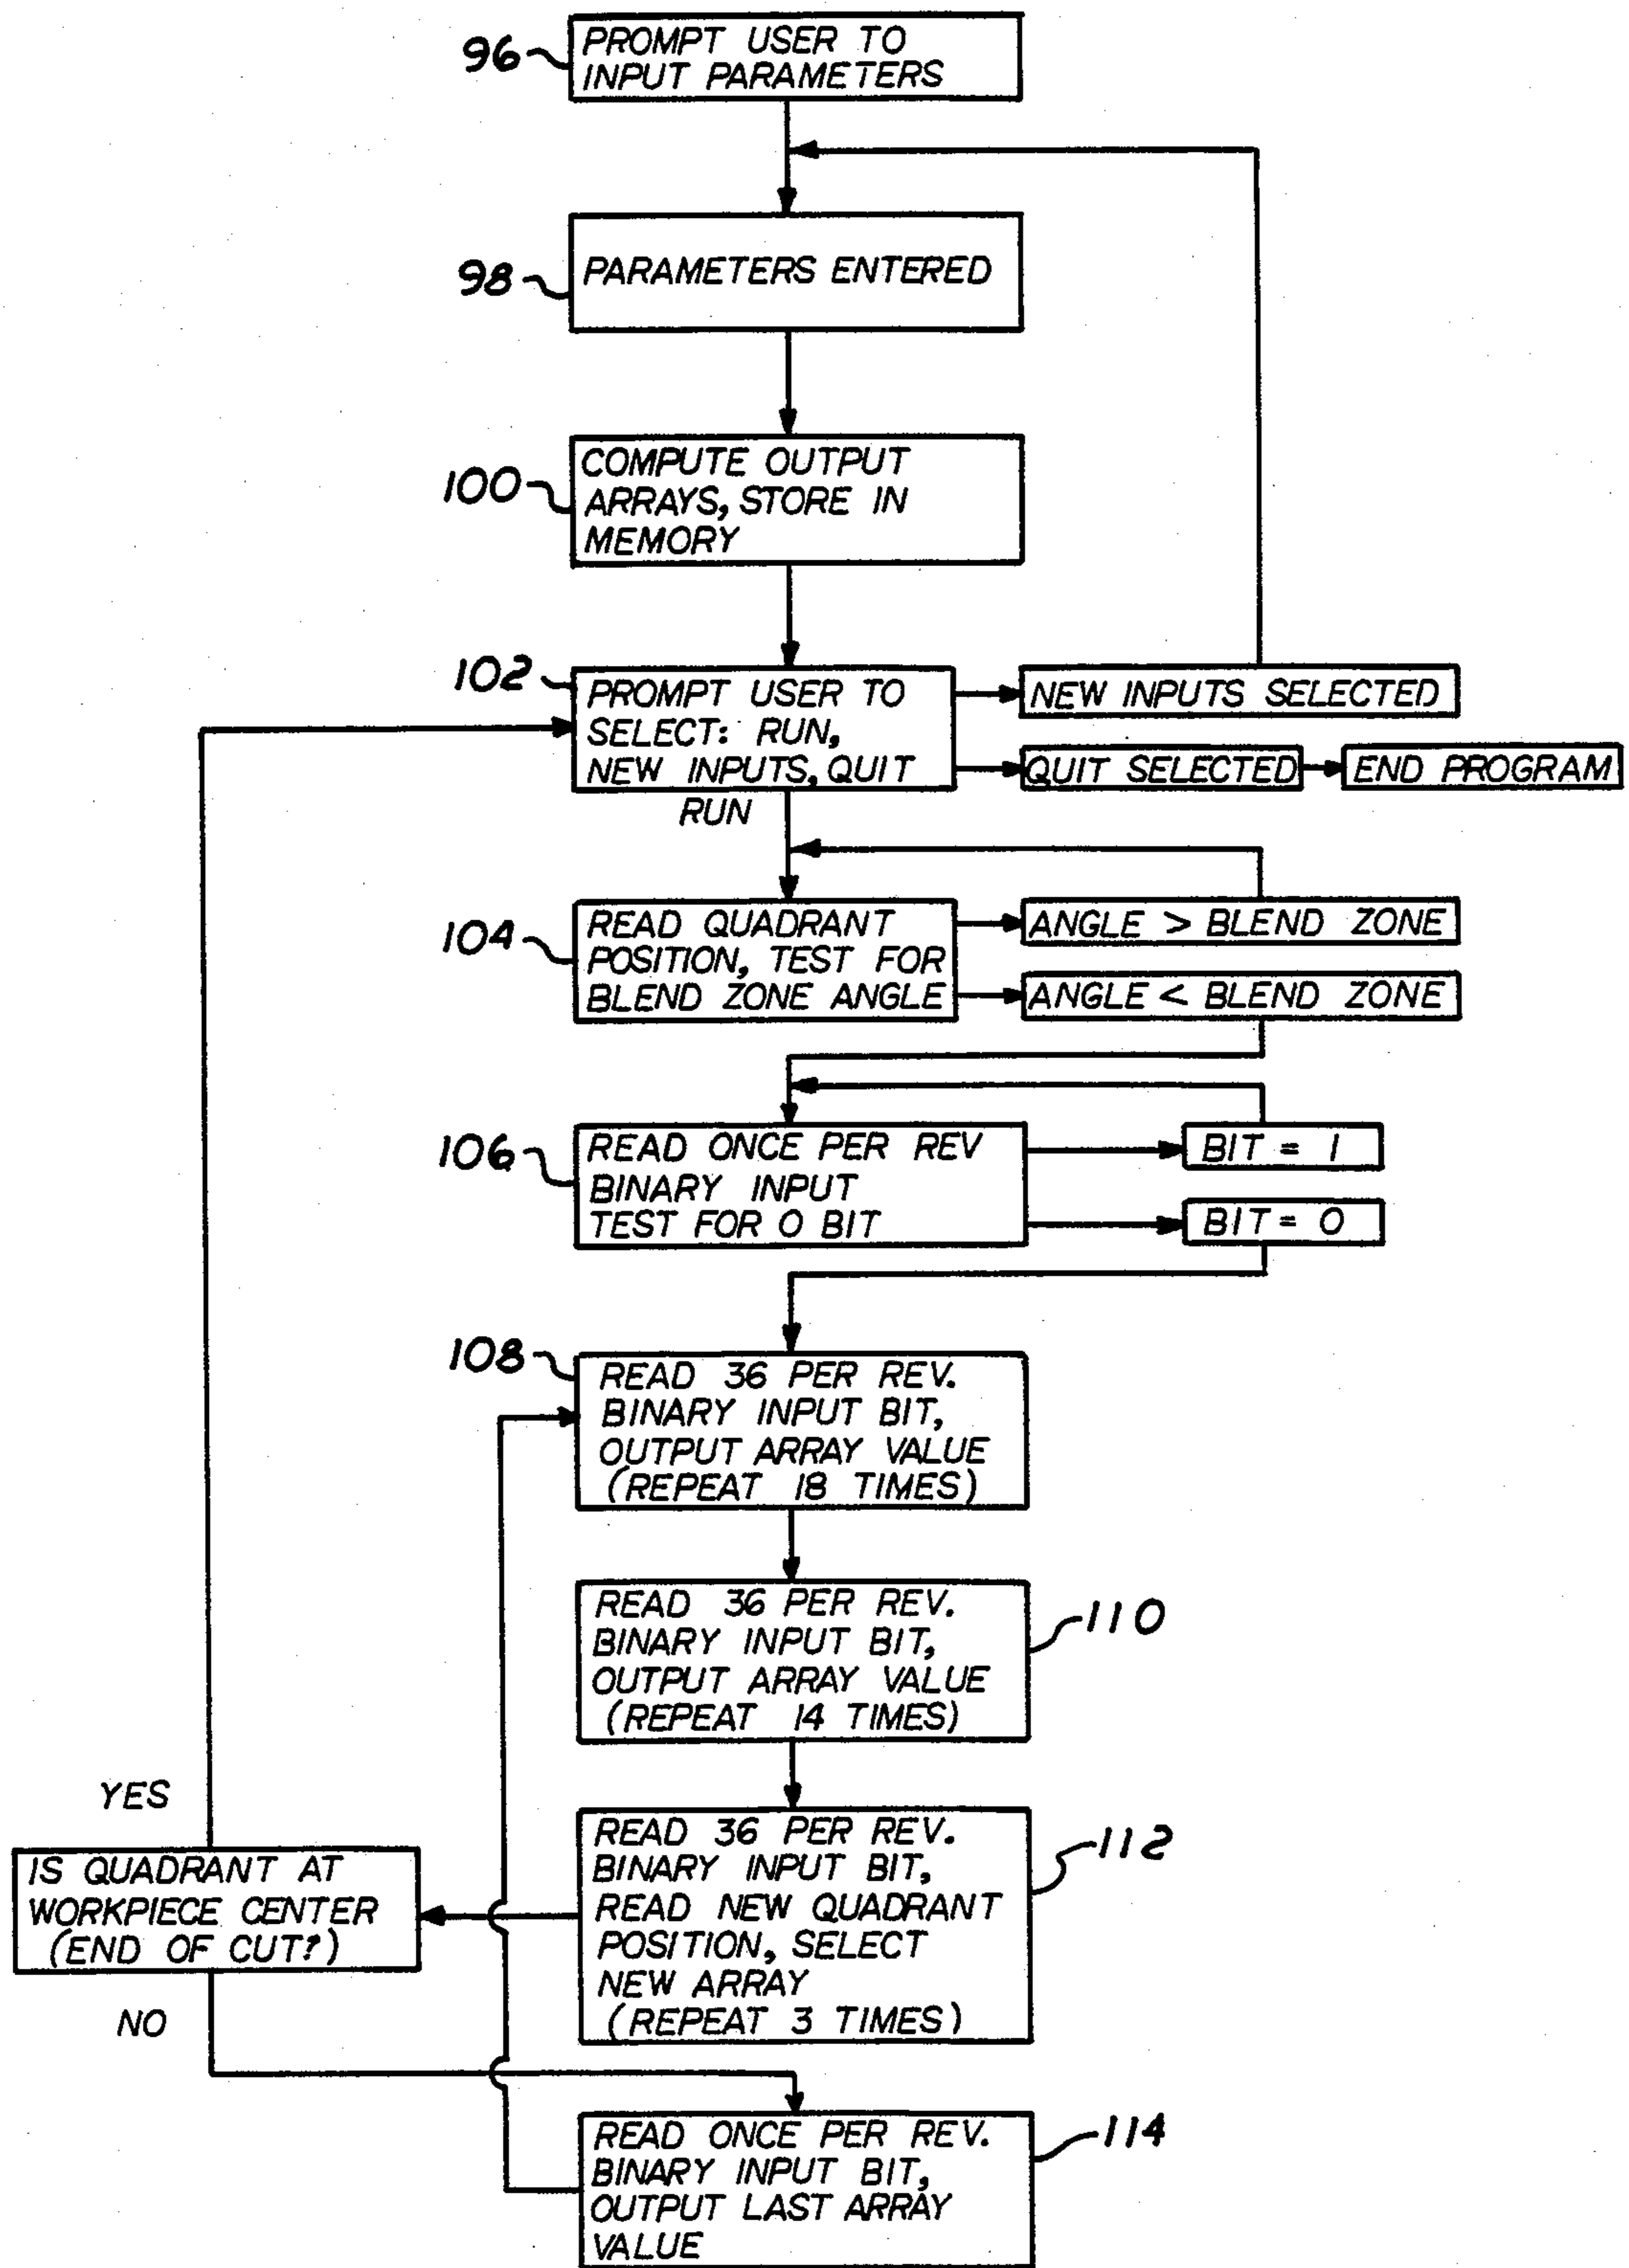 96
PROMPT USER TO
INPUT PARAMETERS
98
PARAMETERS ENTERED
100
COMPUTE OUTPUT
ARRAYS, STORE IN
MEMORY
102
PROMPT USER TO
SELECT: RUN,
NEW INPUTS, QUIT
NEW INPUTS SELECTED
QUIT SELECTED
END PROGRAM
RUN
104
READ QUADRANT
POSITION, TEST FOR
BLEND ZONE ANGLE
ANGLE > BLEND ZONE
ANGLE < BLEND ZONE
106
READ ONCE PER REV
BINARY INPUT
TEST FOR 0 BIT
BIT = 1
BIT = 0
108
READ 36 PER REV.
BINARY INPUT BIT,
OUTPUT ARRAY VALUE
(REPEAT 18 TIMES)
110
READ 36 PER REV.
BINARY INPUT BIT,
OUTPUT ARRAY VALUE
(REPEAT 14 TIMES)
112
READ 36 PER REV.
BINARY INPUT BIT,
READ NEW QUADRANT
POSITION, SELECT
NEW ARRAY
(REPEAT 3 TIMES)
YES
IS QUADRANT AT
WORKPIECE CENTER
(END OF CUT?)
NO
114
READ ONCE PER REV.
BINARY INPUT BIT,
OUTPUT LAST ARRAY
VALUE